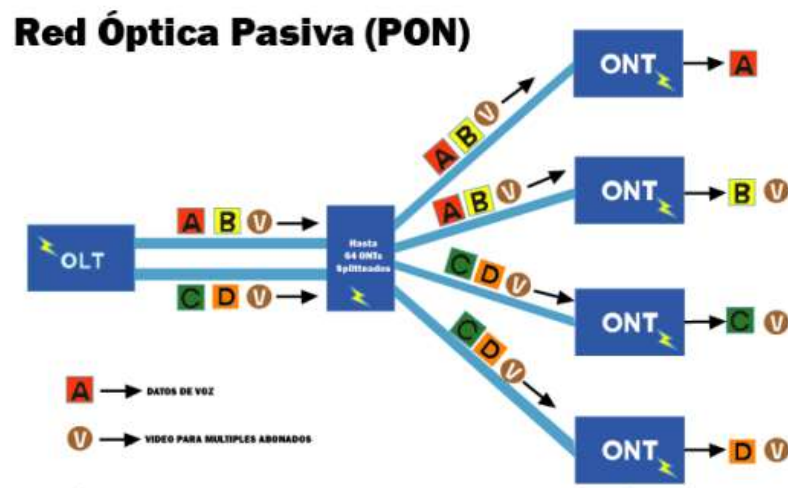 Red Óptica Pasiva (PON)
ONT
A
A B V
ONT
B V
A B V
A B V
OLT
Hasta
64 ONTs
Splitteados
C D V
C D V
ONT
C V
C D V
A DATOS DE VOZ
V VIDEO PARA MULTIPLES ABONADOS
ONT
D V